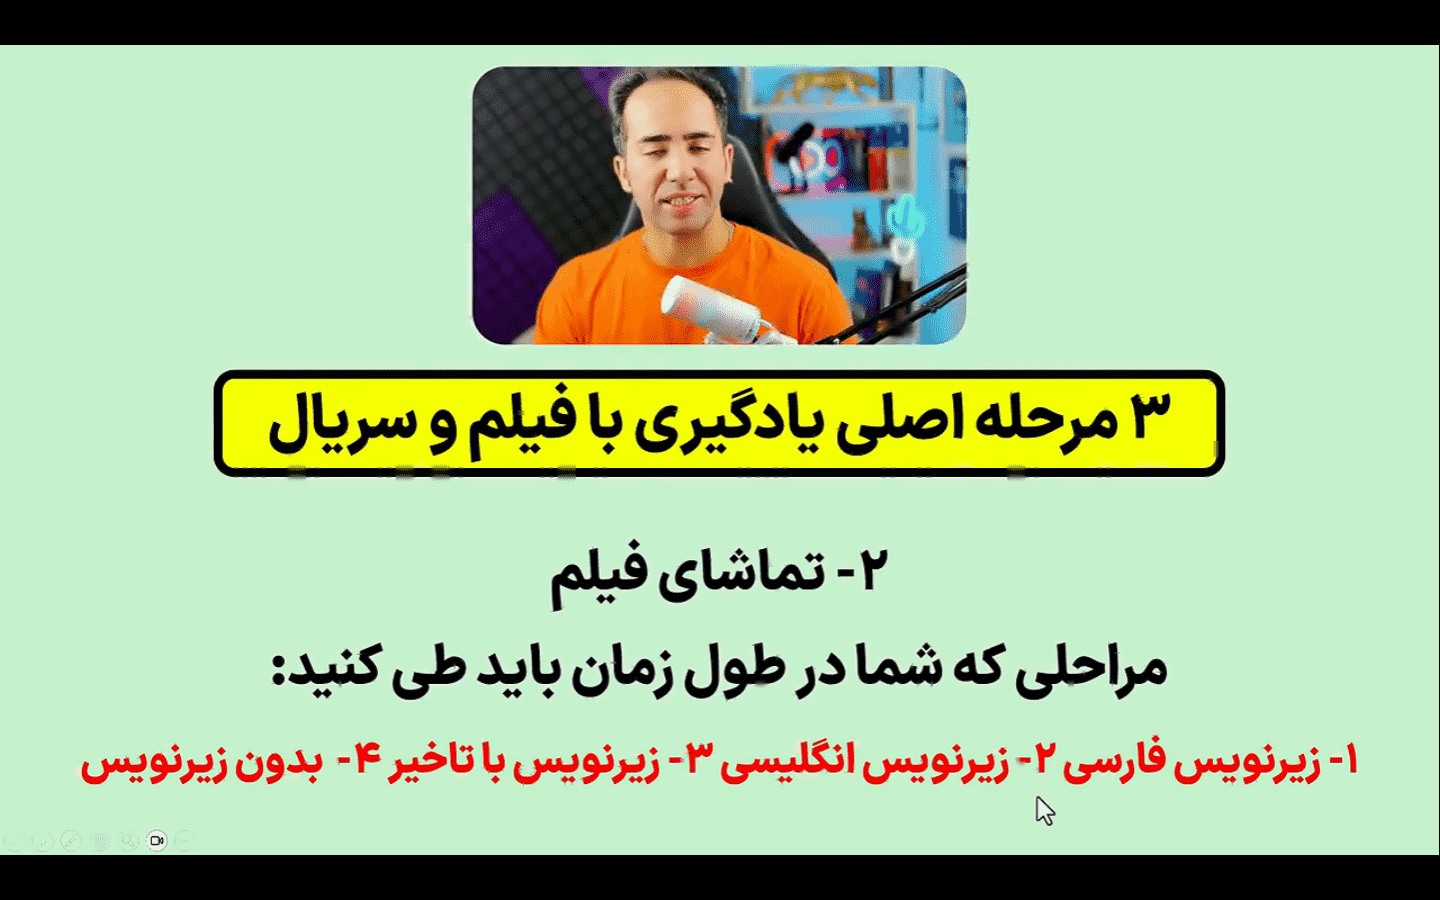 ۳ مرحله اصلی یادگیری با فیلم و سریال
۲- تماشای فیلم
مراحلی که شما در طول زمان باید طی کنید:
۱- زیرنویس فارسی ۲- زیرنویس انگلیسی ۳- زیرنویس با تاخیر ۴- بدون زیرنویس